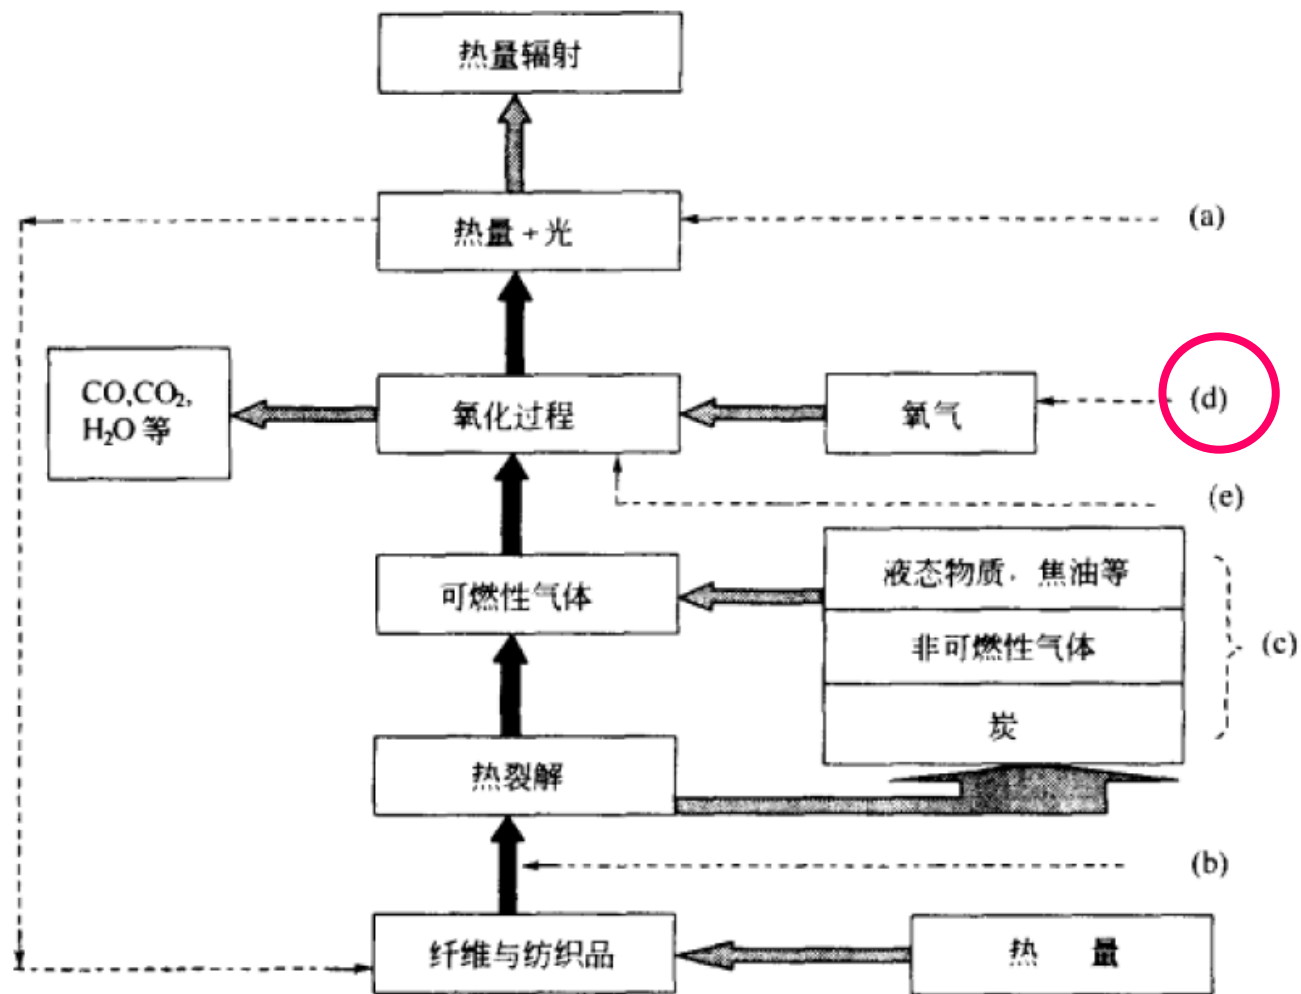 热量辐射
热量+光
(a)
CO,CO₂,
H₂O 等
氧化过程
氧气
(d)
(e)
可燃性气体
液态物质．焦油等
非可燃性气体
炭
(c)
热裂解
(b)
纤维与纺织品
热 量